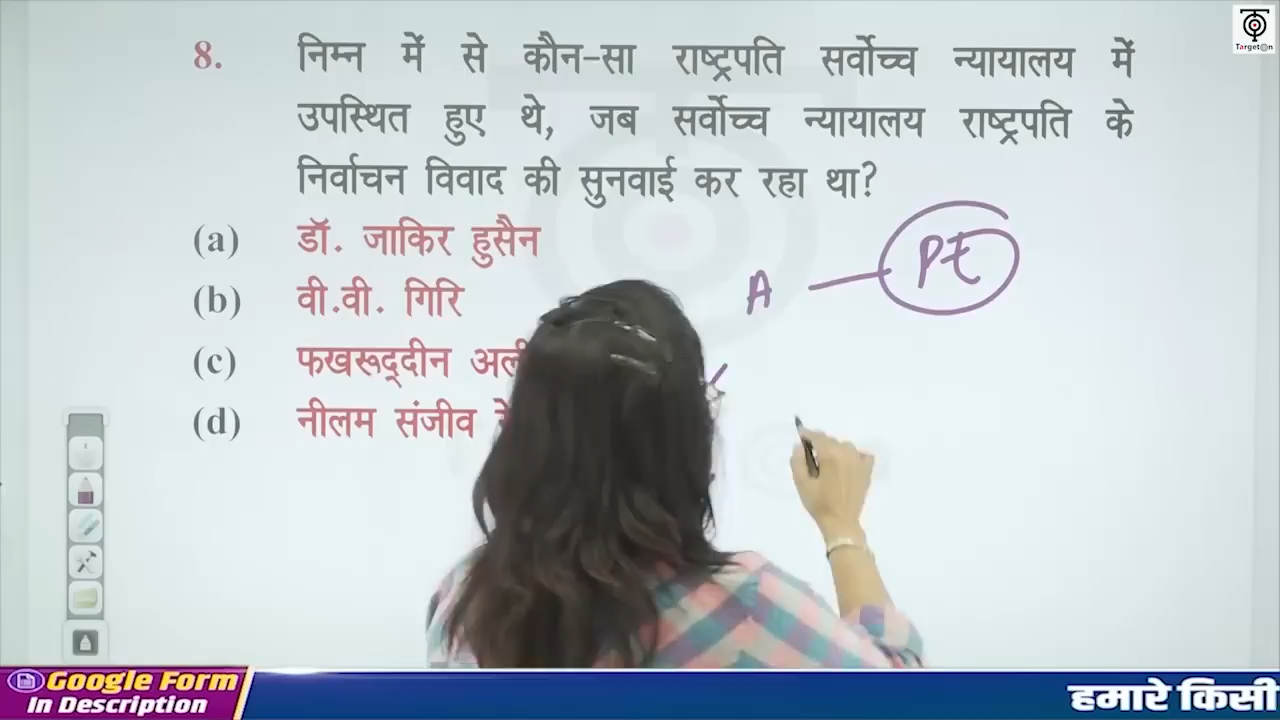 TargetOn
8. निम्न में से कौन-सा राष्ट्रपति सर्वोच्च न्यायालय में
उपस्थित हुए थे, जब सर्वोच्च न्यायालय राष्ट्रपति के
निर्वाचन विवाद की सुनवाई कर रहा था?
(a) डॉ. जाकिर हुसैन
(b) वी.वी. गिरि
(c) फखरूद्दीन
(d) नीलम संजीव
A — PE
Google Form
In Description
हमारे किसी